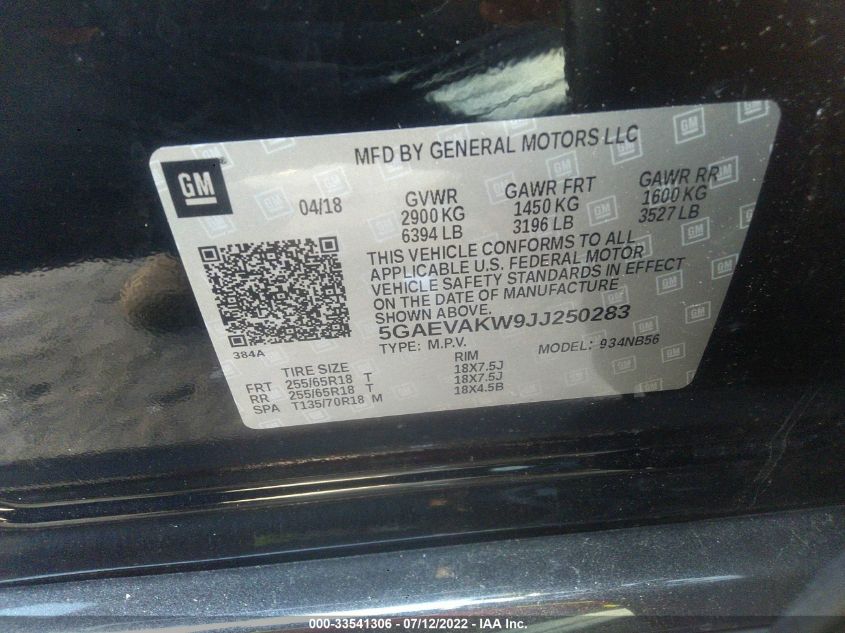 MFD BY GENERAL MOTORS LLC
GM
04/18
GVWR
2900 KG
6394 LB
GAWR FRT
1450 KG
3196 LB
GAWR RR
1600 KG
3527 LB
THIS VEHICLE CONFORMS TO ALL
APPLICABLE U.S. FEDERAL MOTOR
VEHICLE SAFETY STANDARDS IN EFFECT
ON THE DATE OF MANUFACTURE
SHOWN ABOVE.
5GAEVAKW9JJ250283
TYPE: M.P.V.
MODEL: 934NB56
384A
TIRE SIZE
RIM
FRT 255/65R18 T 18X7.5J
RR 255/65R18 T 18X7.5J
SPA T135/70R18 M 18X4.5B
000-33541306 - 07/12/2022 - IAA Inc.